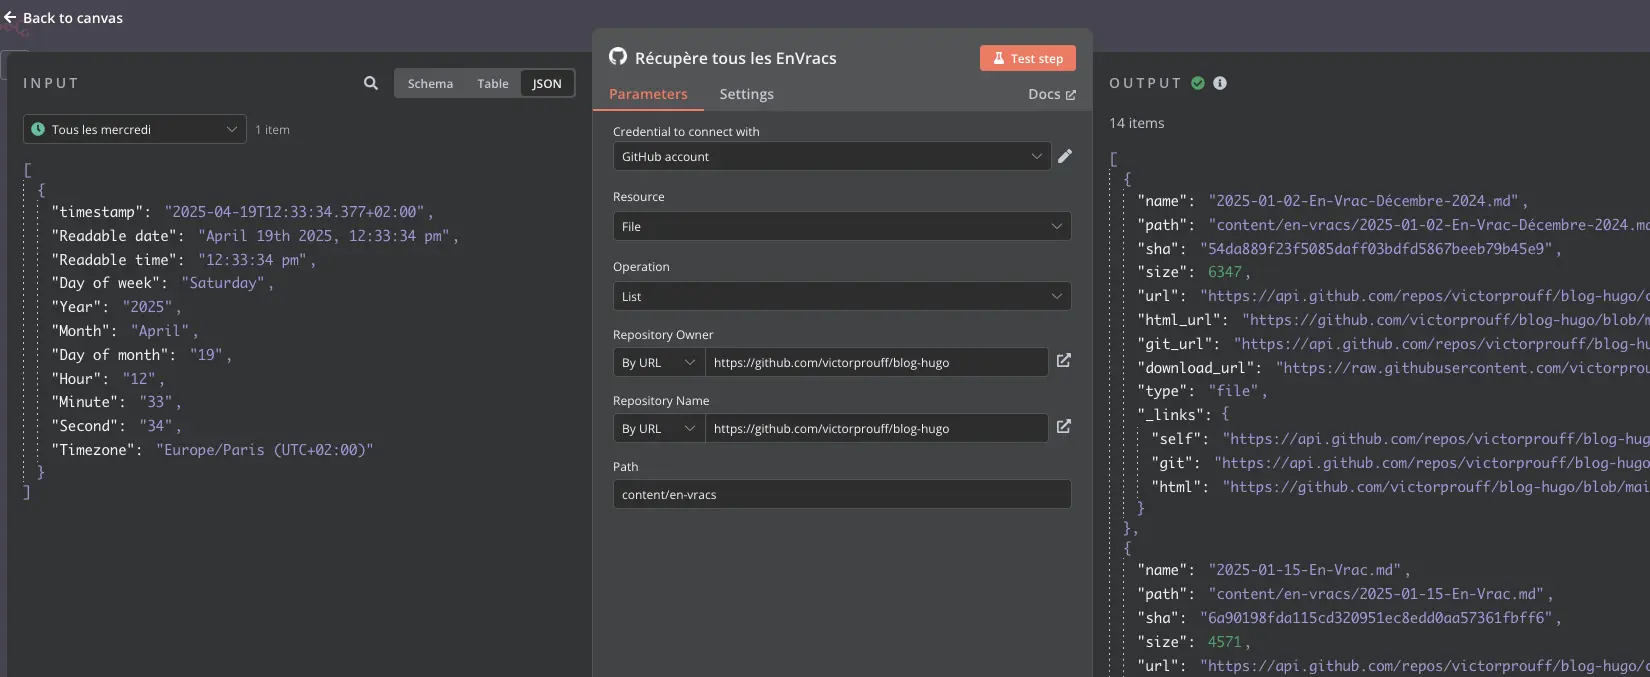 Back to canvas
INPUT
Schema
Table
JSON
Tous les mercredi
1 item
[
{
"timestamp": "2025-04-19T12:33:34.377+02:00",
"Readable date": "April 19th 2025, 12:33:34 pm",
"Readable time": "12:33:34 pm",
"Day of week": "Saturday",
"Year": "2025",
"Month": "April",
"Day of month": "19",
"Hour": "12",
"Minute": "33",
"Second": "34",
"Timezone": "Europe/Paris (UTC+02:00)"
}
]
Récupère tous les EnVracs
Test step
Parameters
Settings
Docs
Credential to connect with
GitHub account
Resource
File
Operation
List
Repository Owner
By URL
https://github.com/victorprouff/blog-hugo
Repository Name
By URL
https://github.com/victorprouff/blog-hugo
Path
content/en-vracs
OUTPUT
14 items
[
{
"name": "2025-01-02-En-Vrac-Décembre-2024.md",
"path": "content/en-vracs/2025-01-02-En-Vrac-Décembre-2024.md
"sha": "54da889f23f5085daff03bdfd5867beeb79b45e9",
"size": 6347,
"url": "https://api.github.com/repos/victorprouff/blog-hugo/c
"html_url": "https://github.com/victorprouff/blog-hugo/blob/m
"git_url": "https://api.github.com/repos/victorprouff/blog-hu
"download_url": "https://raw.githubusercontent.com/victorprou
"type": "file",
"_links": {
"self": "https://api.github.com/repos/victorprouff/blog-hug
"git": "https://api.github.com/repos/victorprouff/blog-hugo
"html": "https://github.com/victorprouff/blog-hugo/blob/mai
}
},
{
"name": "2025-01-15-En-Vrac.md",
"path": "content/en-vracs/2025-01-15-En-Vrac.md",
"sha": "6a90198fda115cd320951ec8edd0aa57361fbff6",
"size": 4571,
"url": "https://api.github.com/repos/victorprouff/blog-hugo/c